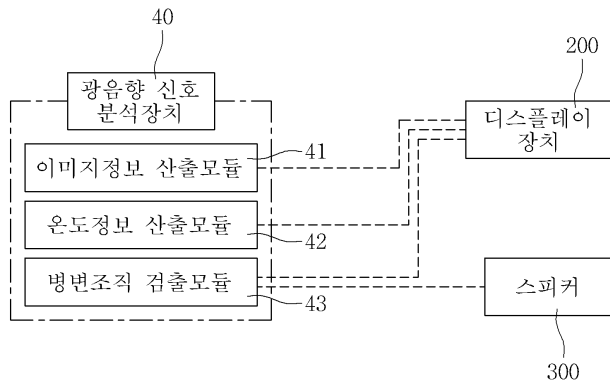 40
광음향 신호
분석장치
이미지정보 산출모듈
41
온도정보 산출모듈
42
병변조직 검출모듈
43
200
디스플레이
장치
스피커
300